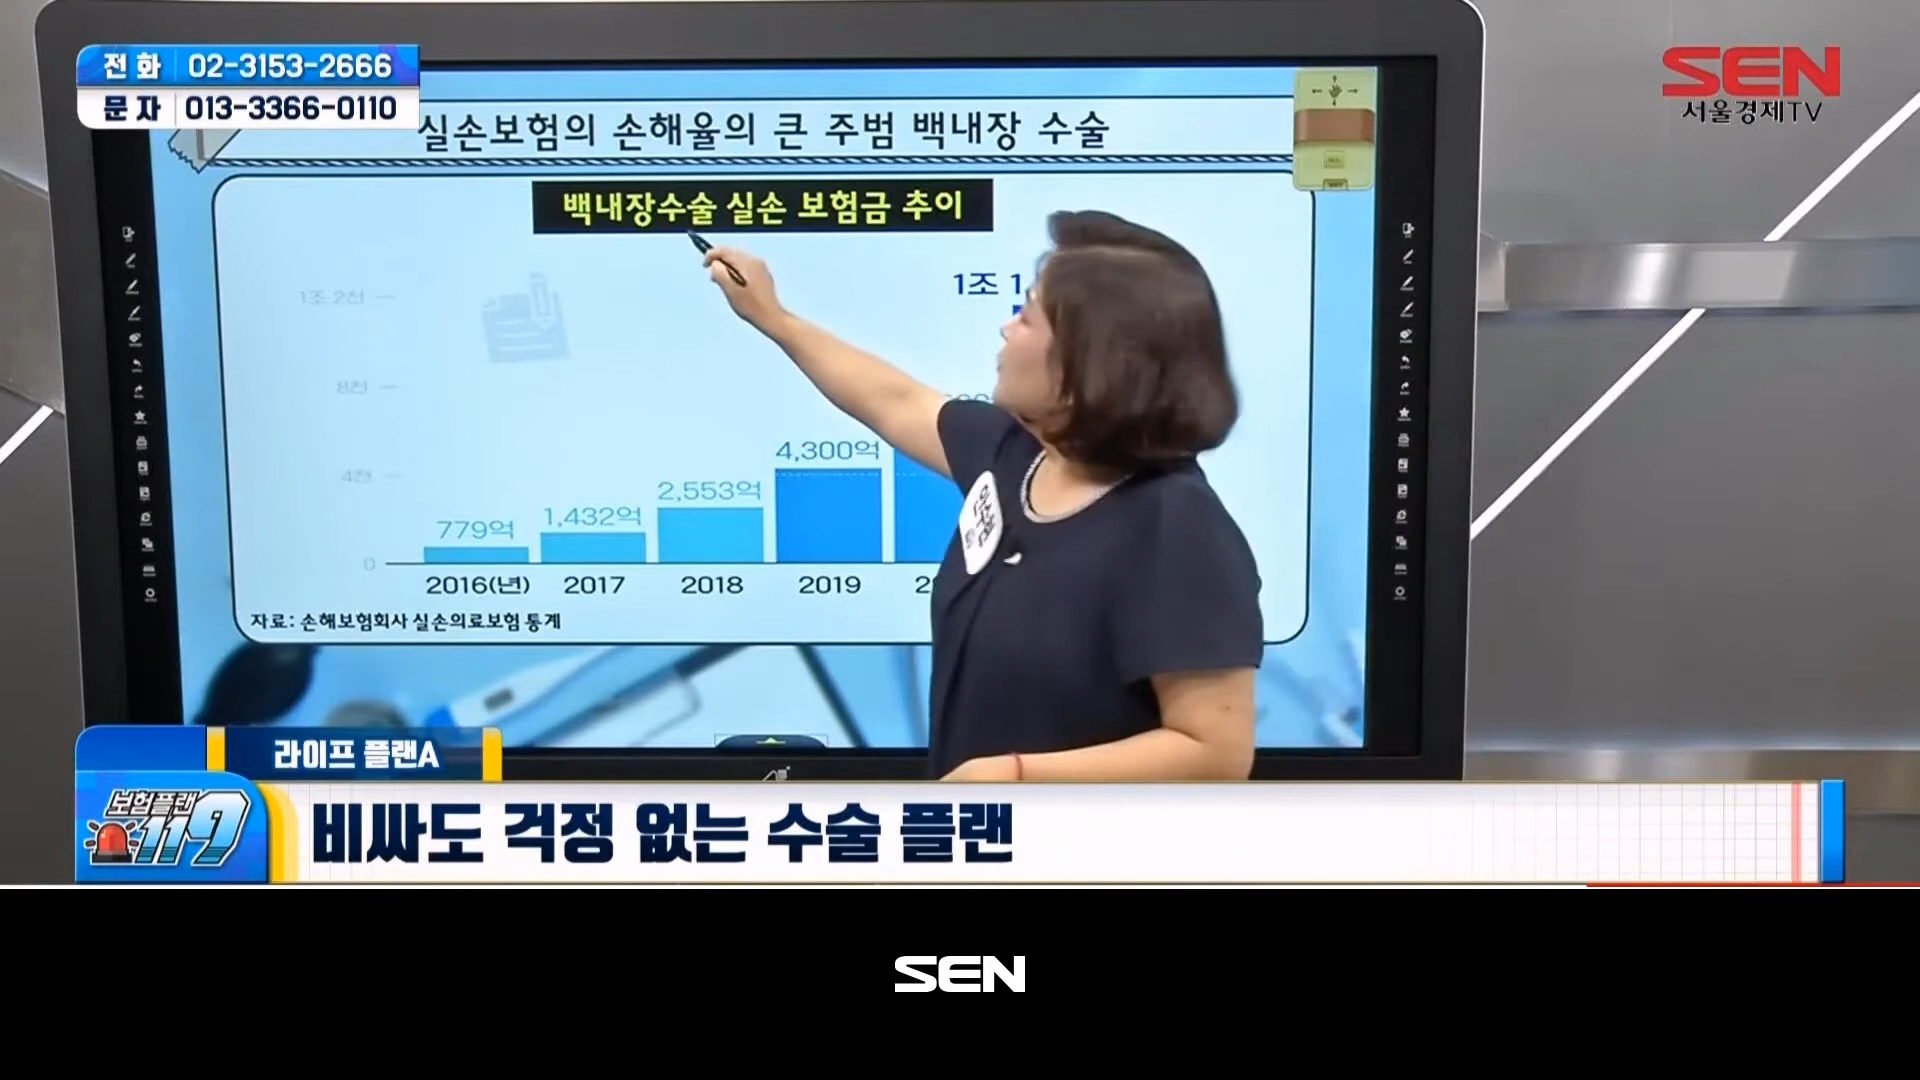 전화 02-3153-2666
문자 013-3366-0110
SEN
서울경제TV
실손보험의 손해율의 큰 주범 백내장 수술
백내장수술 실손 보험금 추이
1조 2천
8천
4천
0
1조 1
779억
1,432억
2,553억
4,300억
2016(년) 2017 2018 2019
자료: 손해보험회사 실손의료보험 통계
라이프 플랜A
보험플랜 119
비싸도 걱정 없는 수술 플랜
SEN